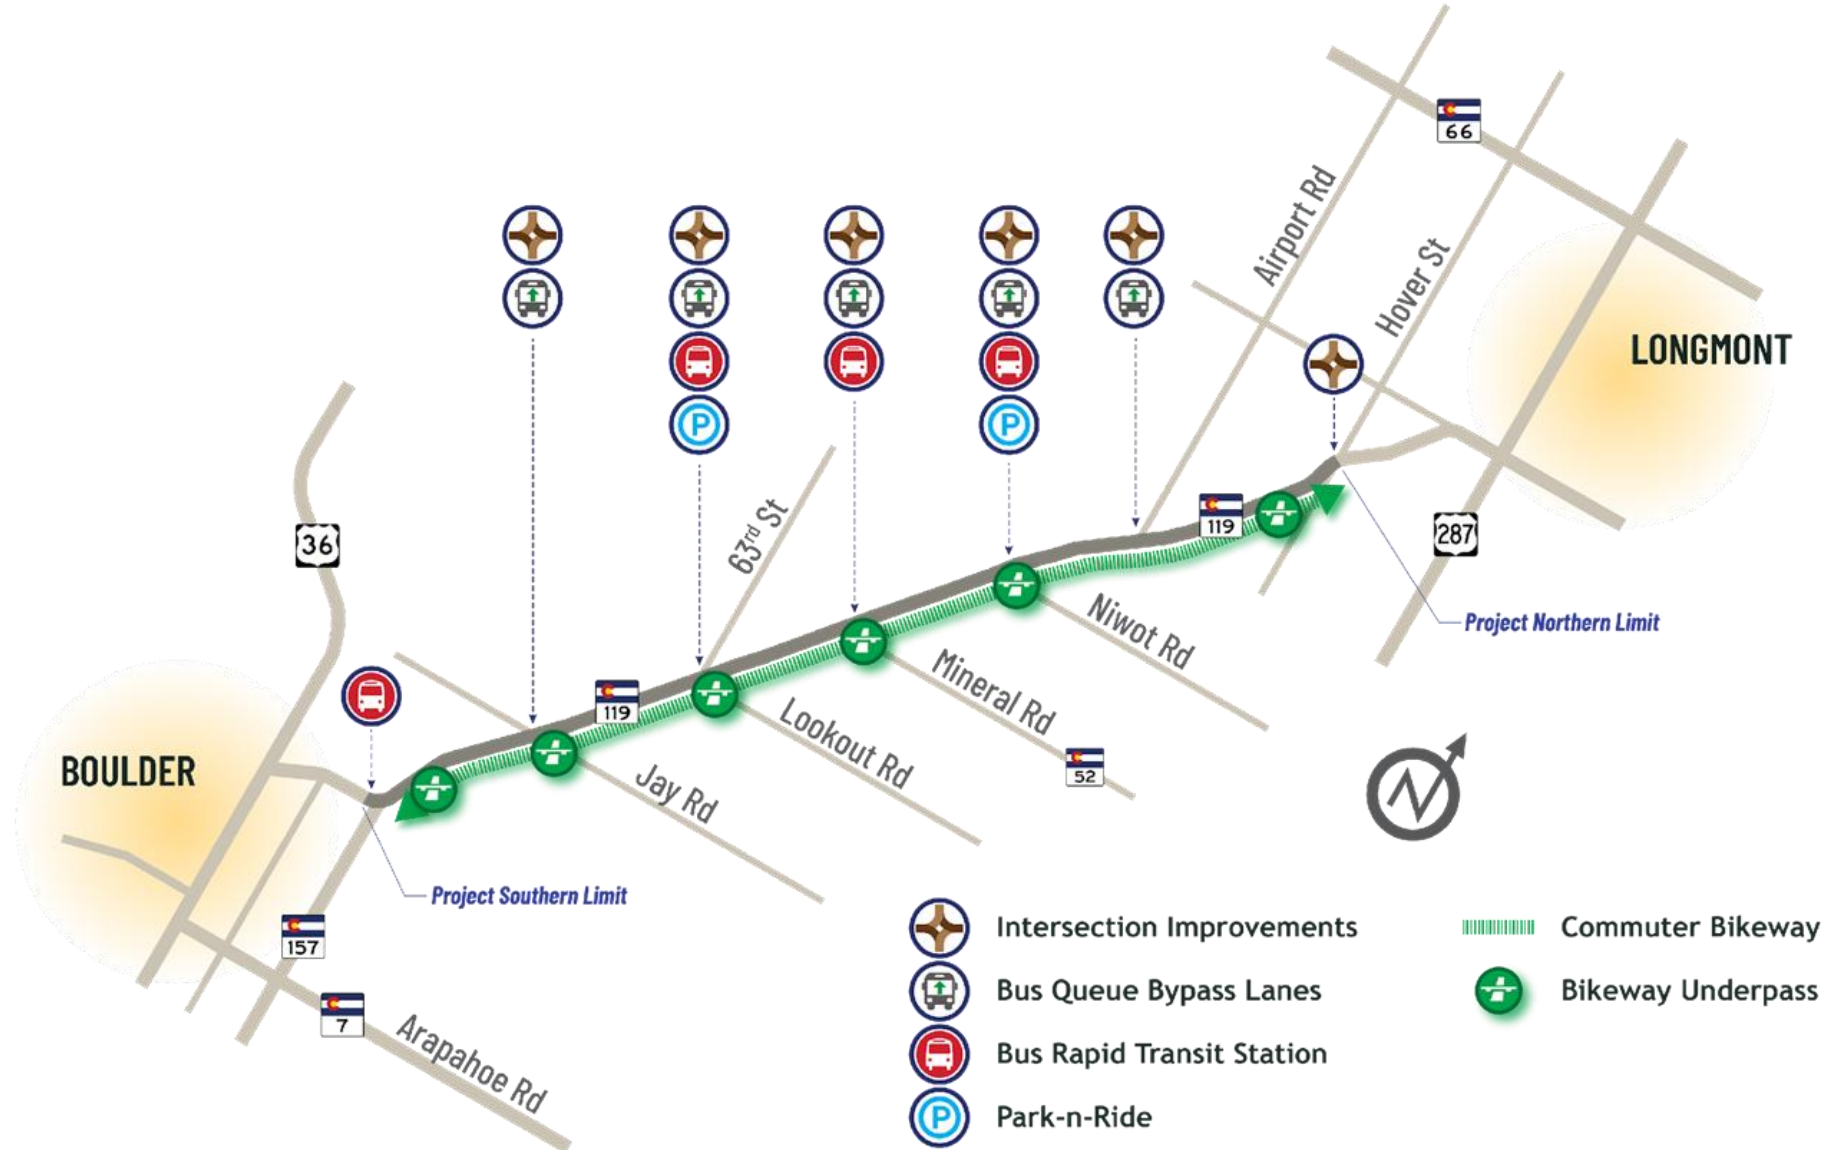 66
Airport Rd
Hover St
LONGMONT
36
63rd St
119
287
Project Northern Limit
Niwot Rd
Mineral Rd
119
Lookout Rd
52
BOULDER
Jay Rd
N
Project Southern Limit
157
7
Arapahoe Rd
P
P
Intersection Improvements
Bus Queue Bypass Lanes
Bus Rapid Transit Station
P
Park-n-Ride
Commuter Bikeway
Bikeway Underpass